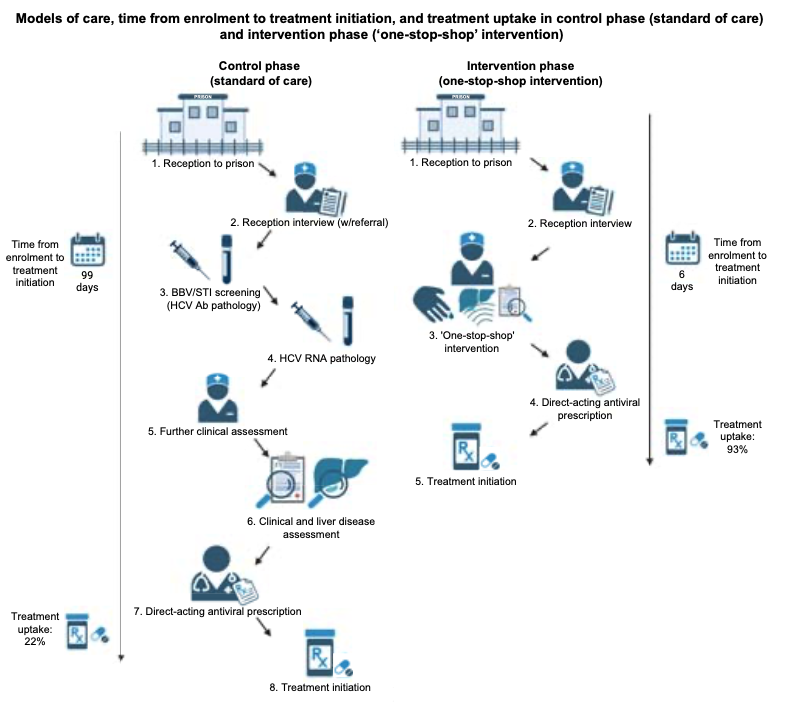 Models of care, time from enrolment to treatment initiation, and treatment uptake in control phase (standard of care)
and intervention phase (‘one-stop-shop’ intervention)
Control phase
(standard of care)
PRISON
1. Reception to prison
2. Reception interview (w/referral)
3. BBV/STI screening
(HCV Ab pathology)
4. HCV RNA pathology
5. Further clinical assessment
6. Clinical and liver disease
assessment
7. Direct-acting antiviral prescription
8. Treatment initiation
Time from
enrolment to
treatment
initiation
99
days
Treatment
uptake:
22%
Rx
Rx
Intervention phase
(one-stop-shop intervention)
PRISON
1. Reception to prison
2. Reception interview
3. 'One-stop-shop'
intervention
4. Direct-acting antiviral
prescription
5. Treatment initiation
Rx
6
days
Time from
enrolment to
treatment
initiation
Rx
Treatment
uptake:
93%